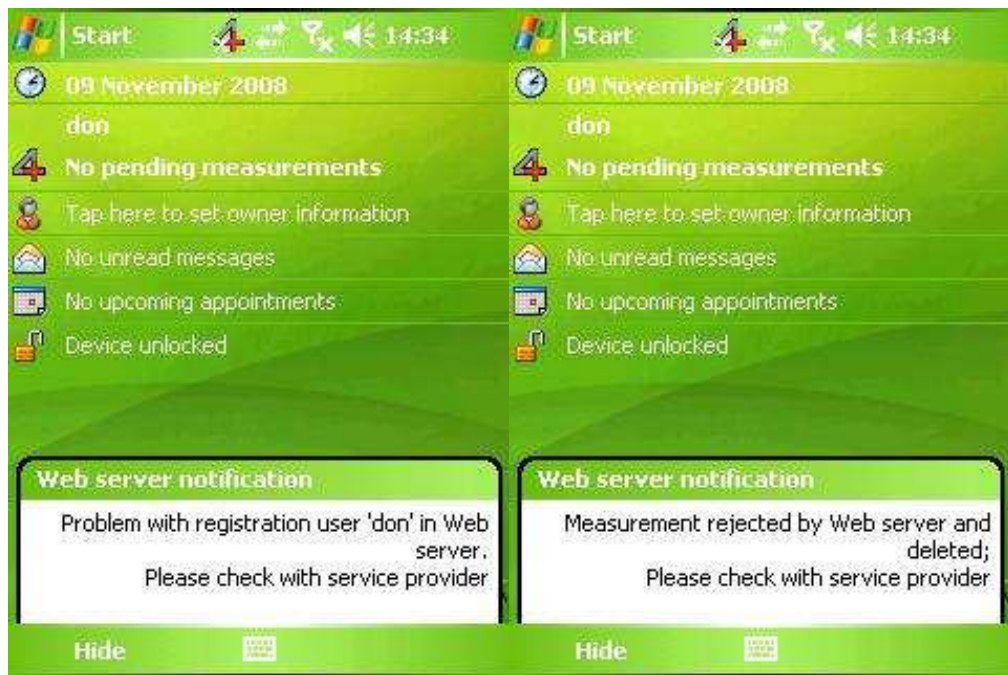 Start 14:34
09 November 2008
don
No pending measurements
Tap here to set owner information
No unread messages
No upcoming appointments
Device unlocked
Web server notification
Problem with registration user 'don' in Web
server.
Please check with service provider
Hide
Start 14:34
09 November 2008
don
No pending measurements
Tap here to set owner information
No unread messages
No upcoming appointments
Device unlocked
Web server notification
Measurement rejected by Web server and
deleted;
Please check with service provider
Hide